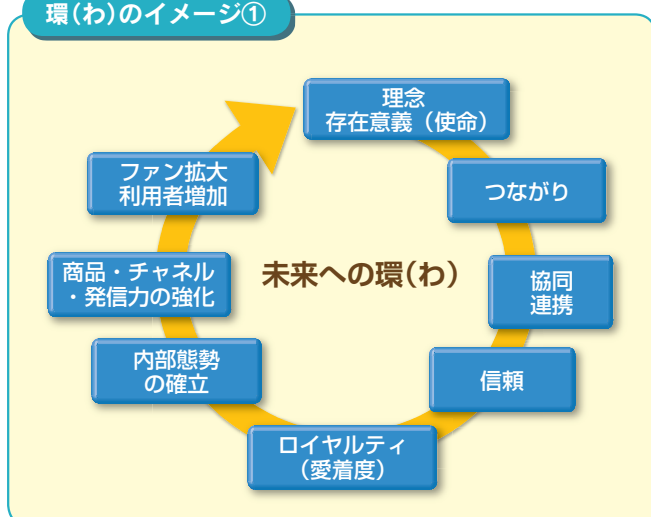 環(わ)のイメージ①
理念
存在意義（使命）
つながり
協同
連携
信頼
ロイヤルティ
（愛着度）
内部態勢
の確立
商品・チャネル
・発信力の強化
ファン拡大
利用者増加
未来への環(わ)